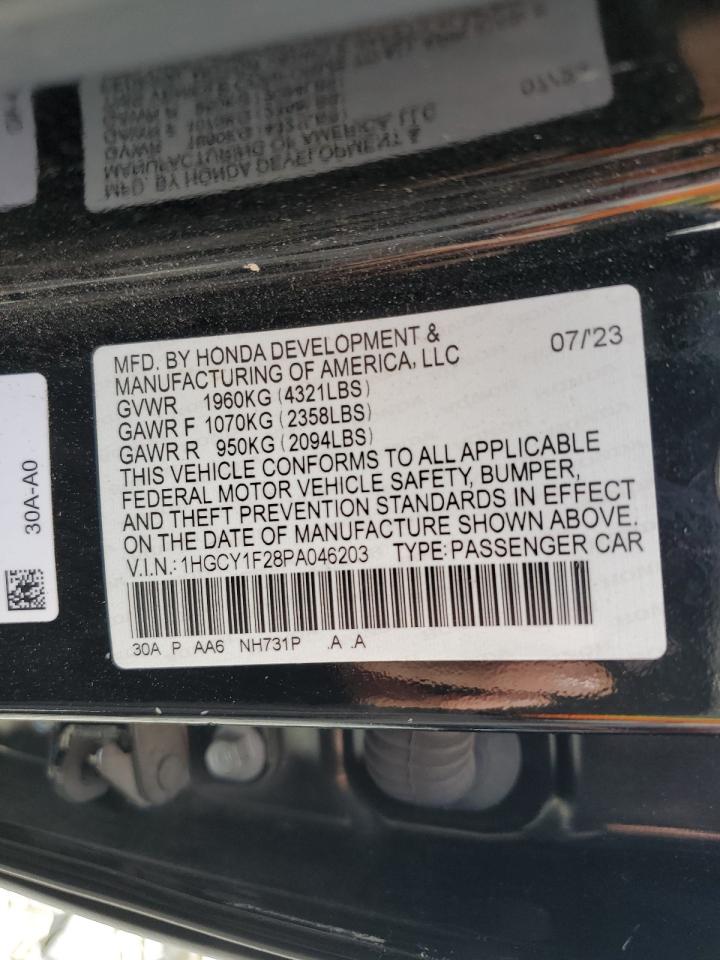 MFD. BY HONDA DEVELOPMENT &
MANUFACTURING OF AMERICA, LLC 07/'23
GVWR 1960KG (4321LBS)
GAWR F 1070KG (2358LBS)
GAWR R 950KG (2094LBS)
THIS VEHICLE CONFORMS TO ALL APPLICABLE
FEDERAL MOTOR VEHICLE SAFETY, BUMPER,
AND THEFT PREVENTION STANDARDS IN EFFECT
ON THE DATE OF MANUFACTURE SHOWN ABOVE.
V.I.N.: 1HGCY1F28PA046203 TYPE: PASSENGER CAR
30A P AA6 NH731P .A .A
30A-A0